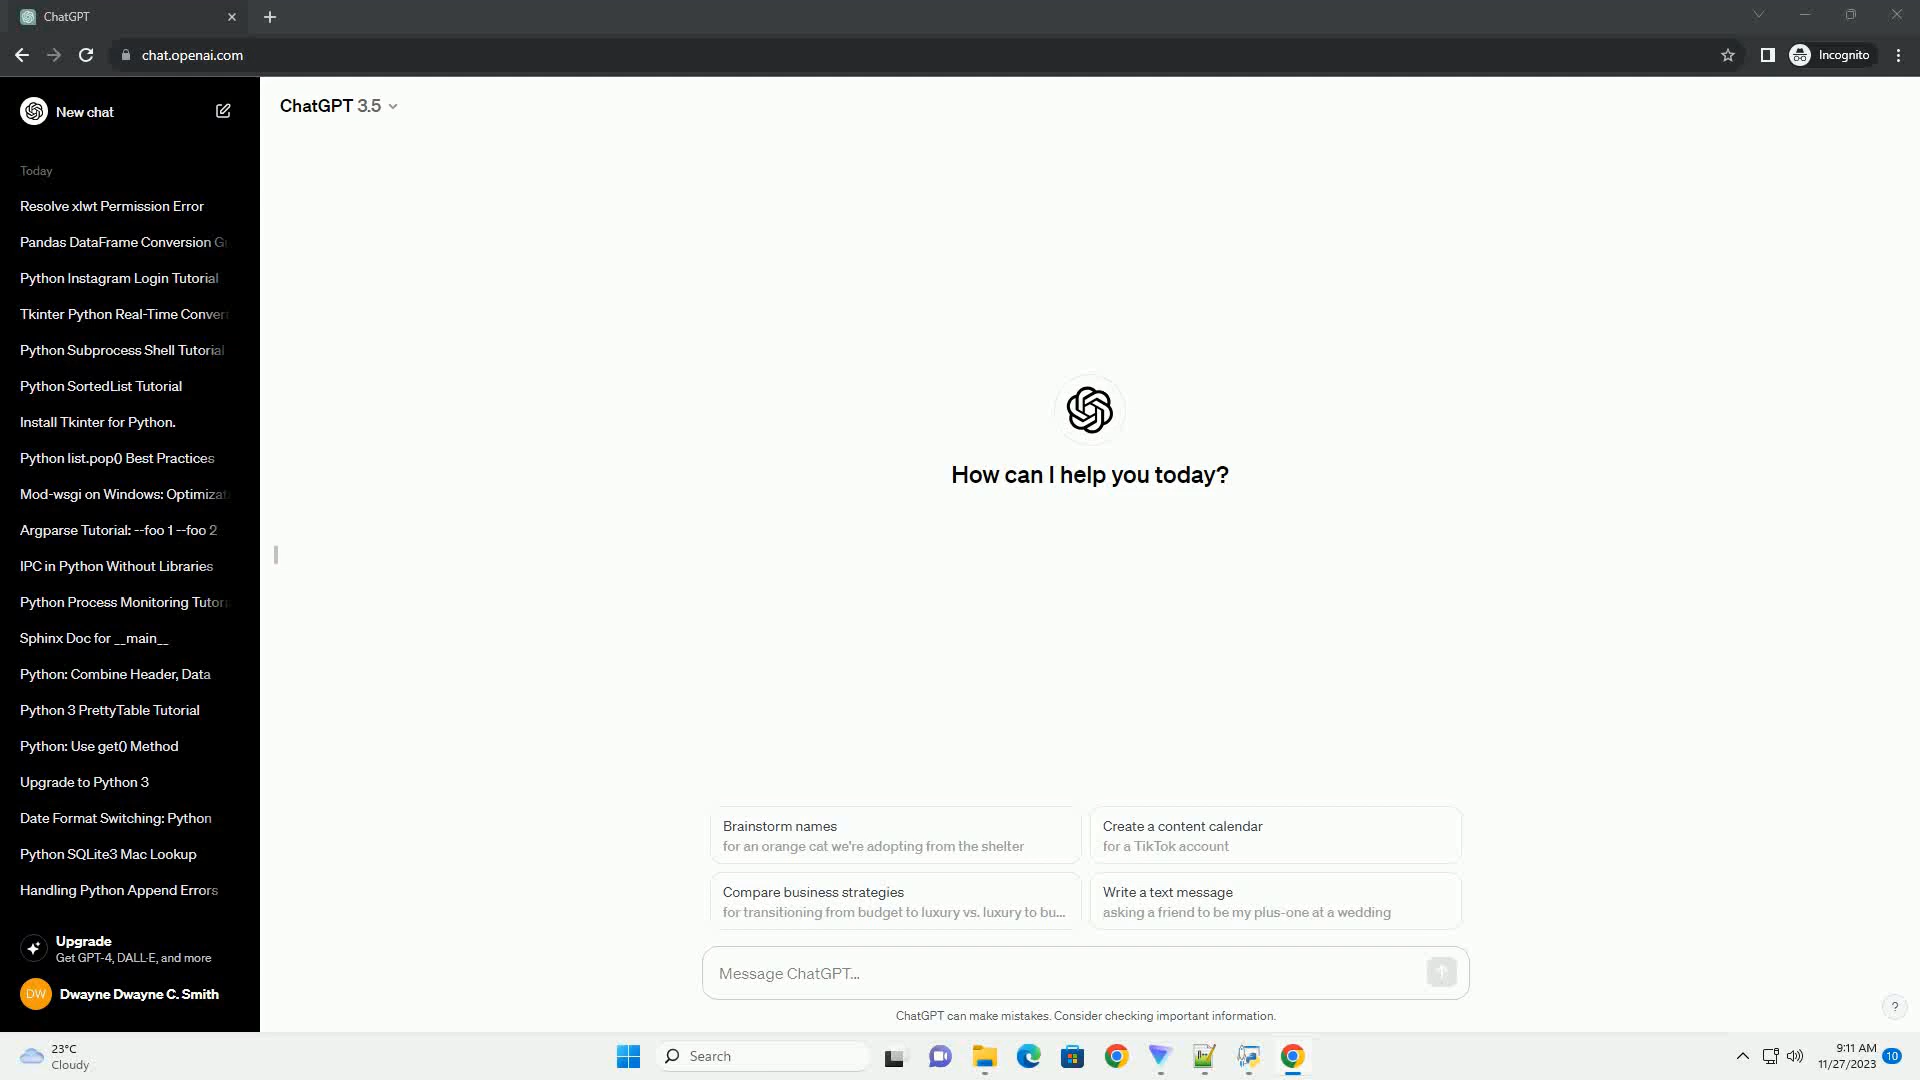 ChatGPT
chat.openai.com
Incognito
New chat
ChatGPT 3.5
Today
Resolve xlwt Permission Error
Pandas DataFrame Conversion
Python Instagram Login Tutorial
Tkinter Python Real-Time
Python Subprocess Shell Tutorial
Python SortedList Tutorial
Install Tkinter for Python.
Python list.pop() Best Practices
Mod-wsgi on Windows:
Argparse Tutorial: --foo 1 --foo 2
IPC in Python Without Libraries
Python Process Monitoring
Sphinx Doc for __main__
Python: Combine Header, Data
Python 3 PrettyTable Tutorial
Python: Use get() Method
Upgrade to Python 3
Date Format Switching: Python
Python SQLite3 Mac Lookup
Handling Python Append Errors
Upgrade
Get GPT-4, DALL·E, and more
DW
Dwayne Dwayne C. Smith
How can I help you today?
Brainstorm names
for an orange cat we're adopting from the shelter
Create a content calendar
for a TikTok account
Compare business strategies
for transitioning from budget to luxury vs. luxury to bu...
Write a text message
asking a friend to be my plus-one at a wedding
Message ChatGPT...
ChatGPT can make mistakes. Consider checking important information.
?
23°C
Cloudy
Search
9:11 AM
11/27/2023
10